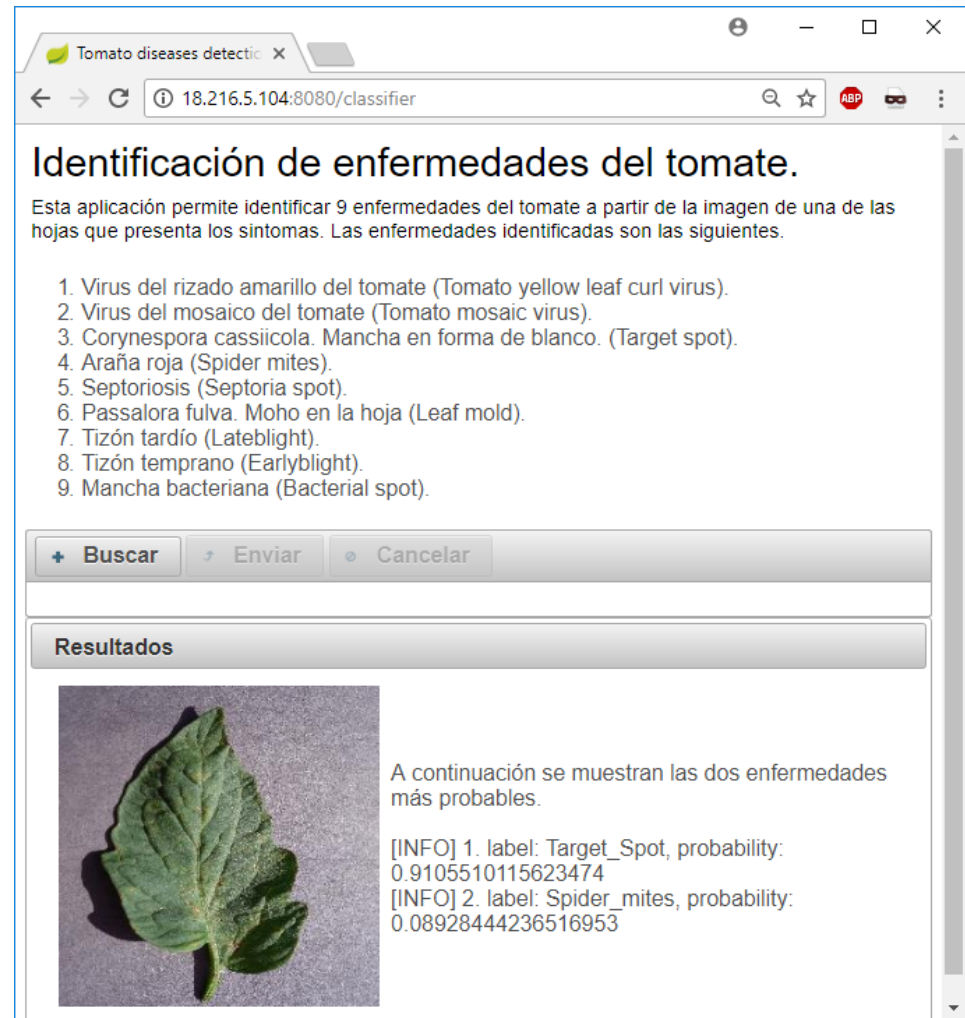 Tomato diseases detectio
18.216.5.104:8080/classifier
ABP
Identificación de enfermedades del tomate.
Esta aplicación permite identificar 9 enfermedades del tomate a partir de la imagen de una de las
hojas que presenta los sintomas. Las enfermedades identificadas son las siguientes.
1. Virus del rizado amarillo del tomate (Tomato yellow leaf curl virus).
2. Virus del mosaico del tomate (Tomato mosaic virus).
3. Corynespora cassiicola. Mancha en forma de blanco. (Target spot).
4. Araña roja (Spider mites).
5. Septoriosis (Septoria spot).
6. Passalora fulva. Moho en la hoja (Leaf mold).
7. Tizón tardío (Lateblight).
8. Tizón temprano (Earlyblight).
9. Mancha bacteriana (Bacterial spot).
Buscar Enviar Cancelar
Resultados
A continuación se muestran las dos enfermedades
más probables.
[INFO] 1. label: Target_Spot, probability:
0.9105510115623474
[INFO] 2. label: Spider_mites, probability:
0.08928444236516953